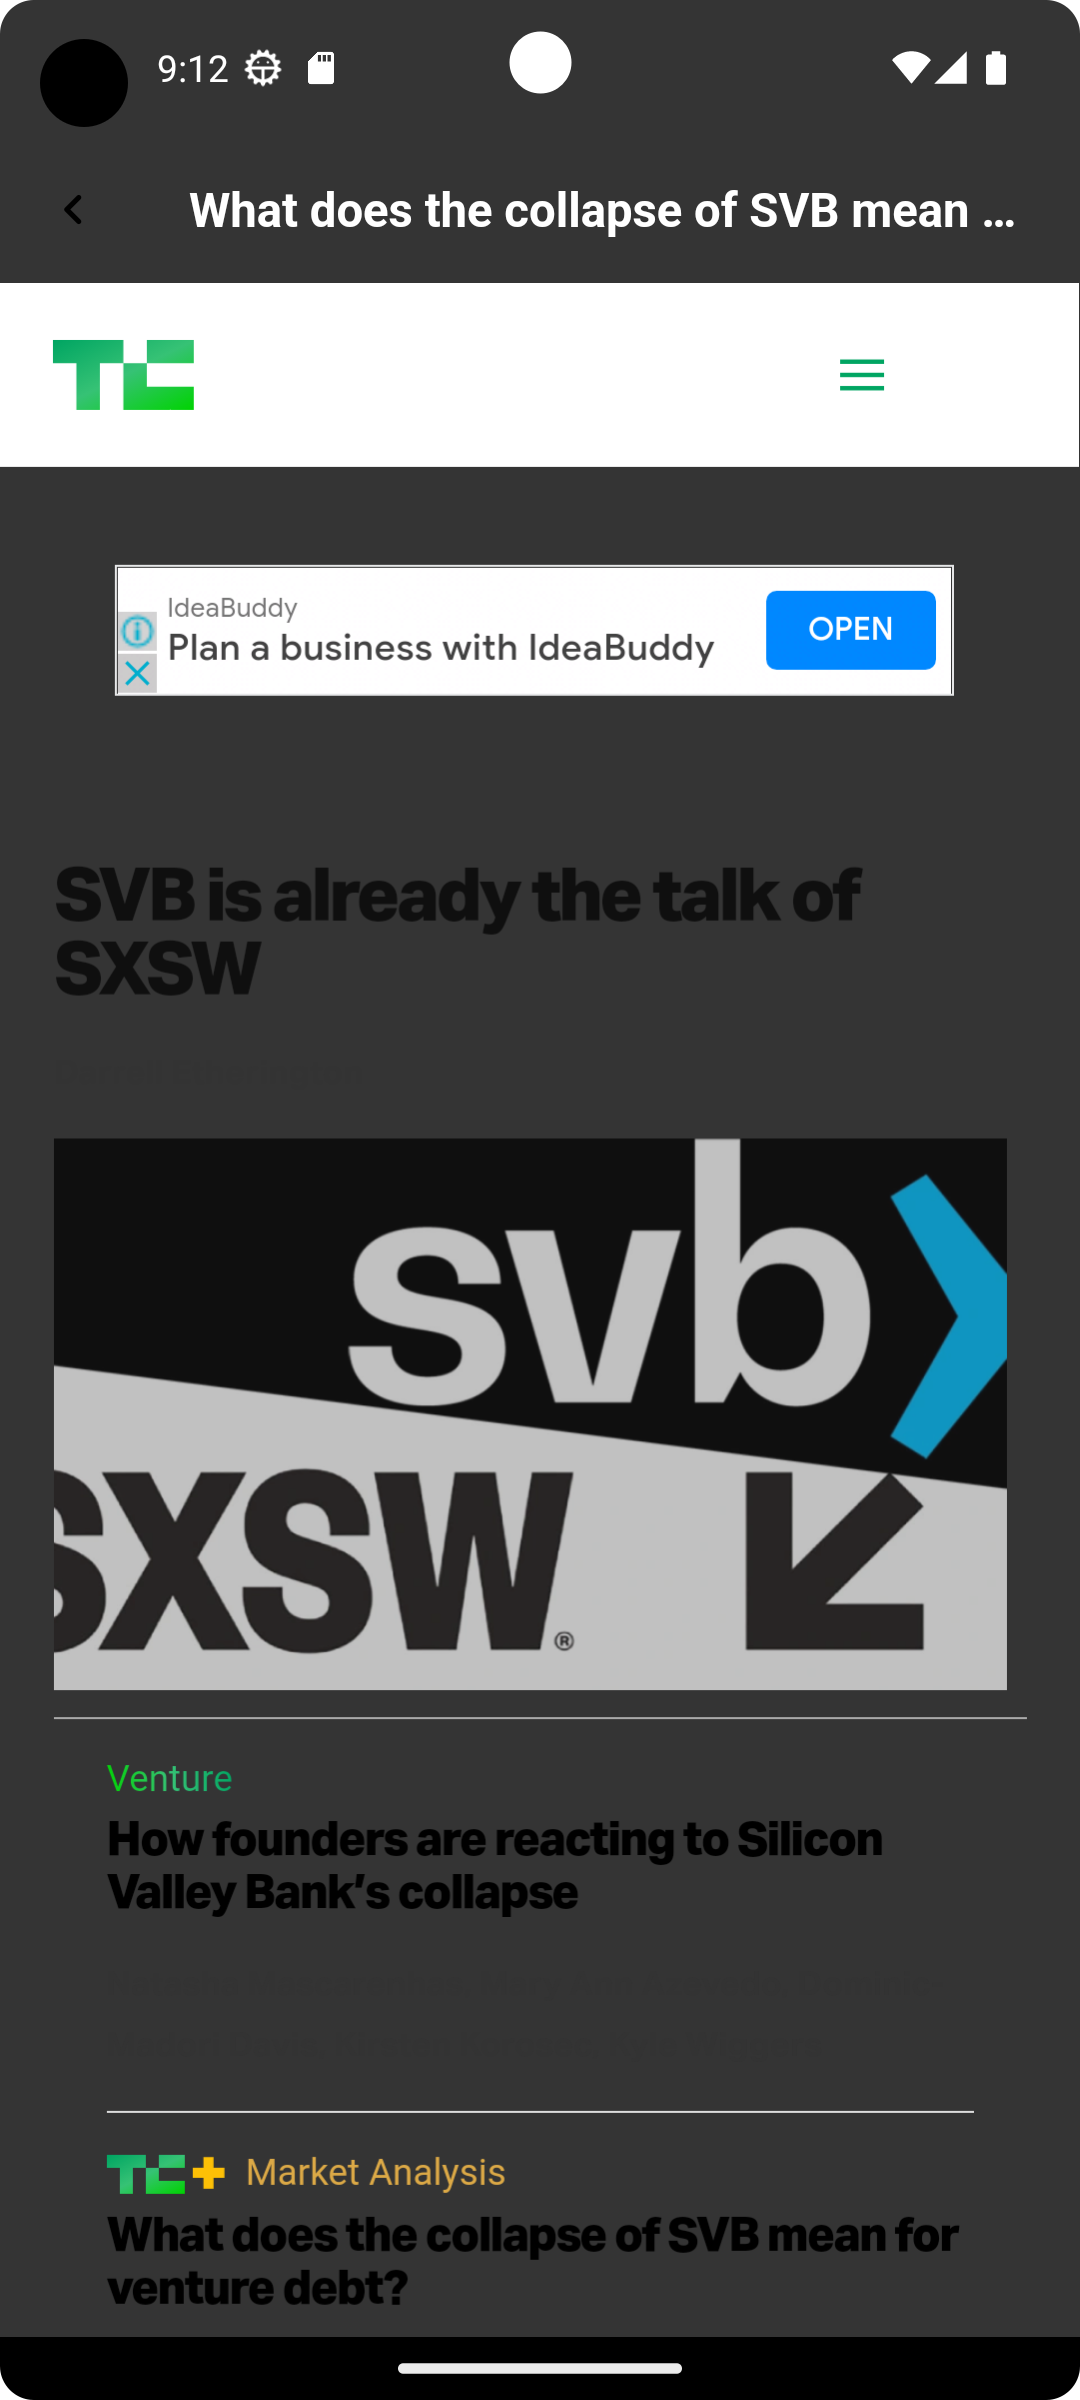 9:12
What does the collapse of SVB mean ...
TC
IdeaBuddy
Plan a business with IdeaBuddy
OPEN
SVB is already the talk of
SXSW
svb
SXSW®
Venture
How founders are reacting to Silicon
Valley Bank’s collapse
TC+ Market Analysis
What does the collapse of SVB mean for
venture debt?